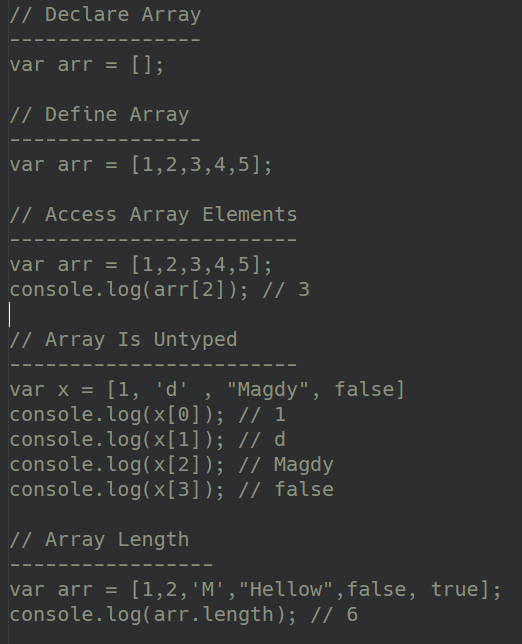 // Declare Array
----------------
var arr = [];
// Define Array
----------------
var arr = [1,2,3,4,5];
// Access Array Elements
------------------------
var arr = [1,2,3,4,5];
console.log(arr[2]); // 3
// Array Is Untyped
------------------------
var x = [1, 'd' , "Magdy", false]
console.log(x[0]); // 1
console.log(x[1]); // d
console.log(x[2]); // Magdy
console.log(x[3]); // false
// Array Length
-----------------
var arr = [1,2,'M',"Hellow",false, true];
console.log(arr.length); // 6